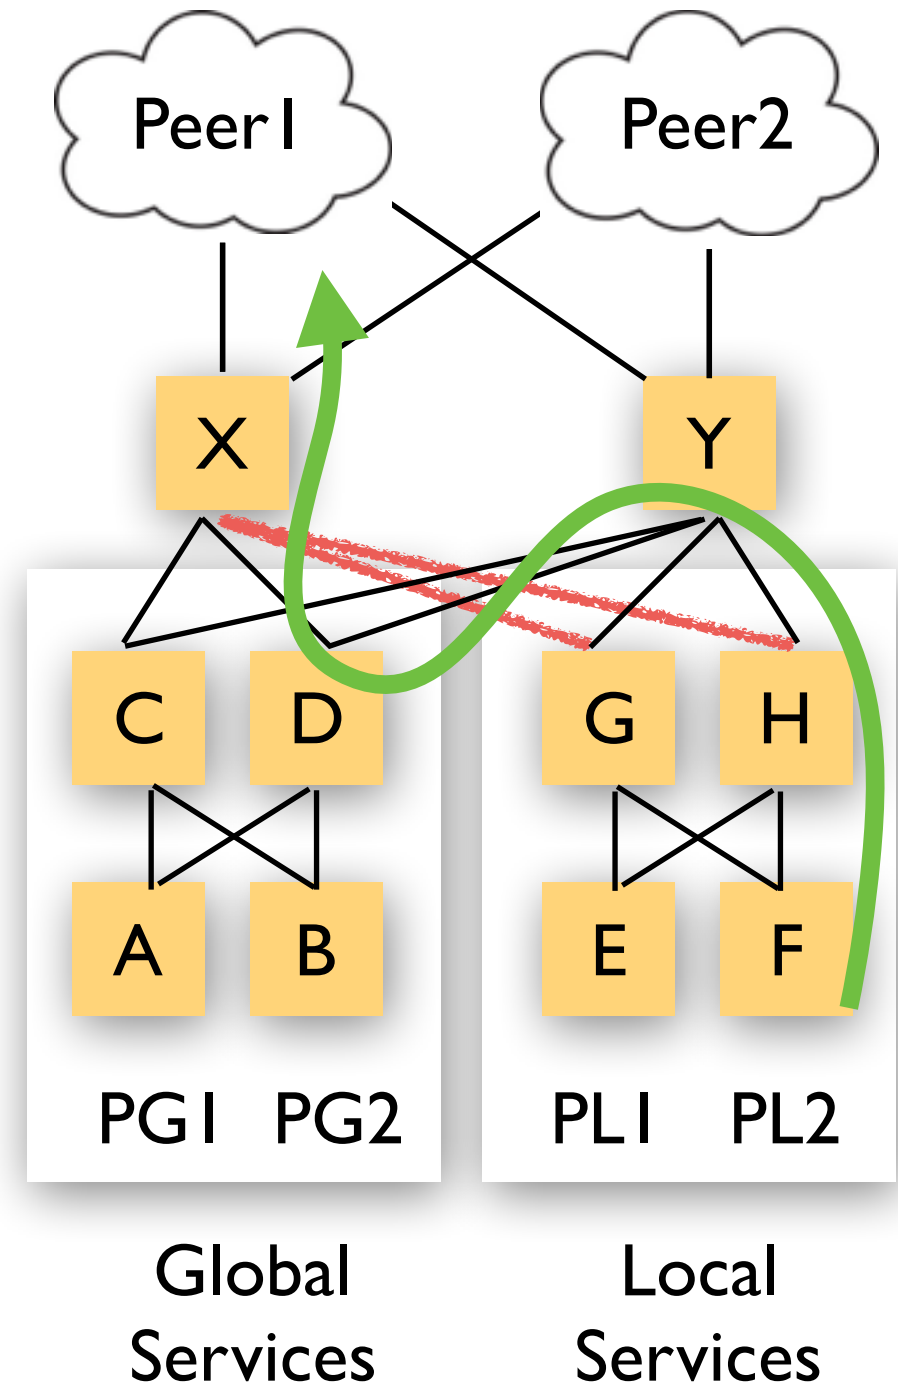 Peer1 Peer2
X Y
C D G H
A B E F
PG1 PG2 PL1 PL2
Global Local
Services Services